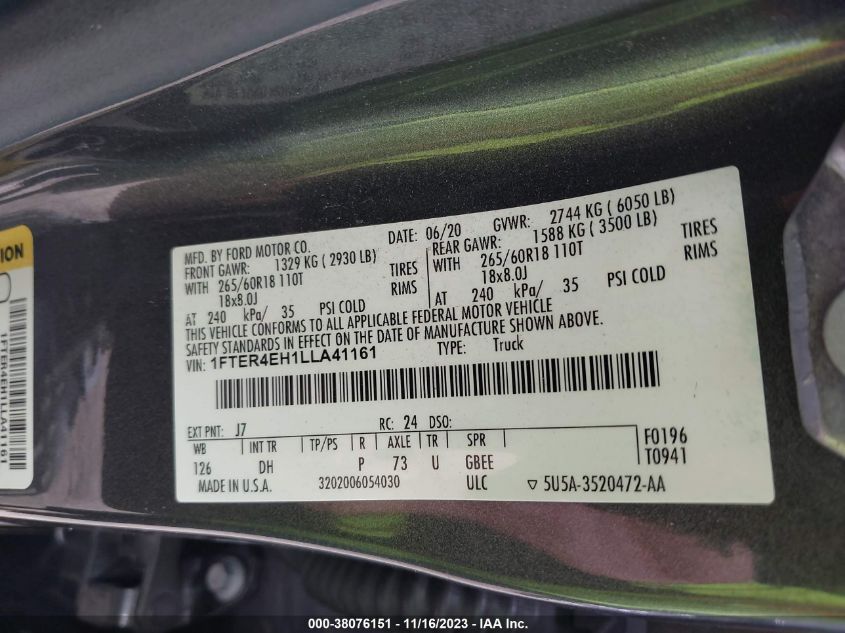 DATE: 06/20 GVWR: 2744 KG ( 6050 LB)
MFD. BY FORD MOTOR CO.
FRONT GAWR: 1329 KG ( 2930 LB)
WITH 265/60R18 110T TIRES
18x8.0J RIMS
AT 240 kPa/ 35 PSI COLD
REAR GAWR: 1588 KG ( 3500 LB)
WITH 265/60R18 110T TIRES
18x8.0J RIMS
AT 240 kPa/ 35 PSI COLD
THIS VEHICLE CONFORMS TO ALL APPLICABLE FEDERAL MOTOR VEHICLE
SAFETY STANDARDS IN EFFECT ON THE DATE OF MANUFACTURE SHOWN ABOVE.
VIN: 1FTER4EH1LLA41161 TYPE: Truck
EXT PNT: J7 RC: 24 DSO:
WB INT TR TP/PS R AXLE TR SPR
126 DH P 73 U GBEE
F0196
T0941
MADE IN U.S.A. 3202006054030 ULC ▽ 5U5A-3520472-AA
1FTER4EH1LLA41161
000-38076151 - 11/16/2023 - IAA Inc.